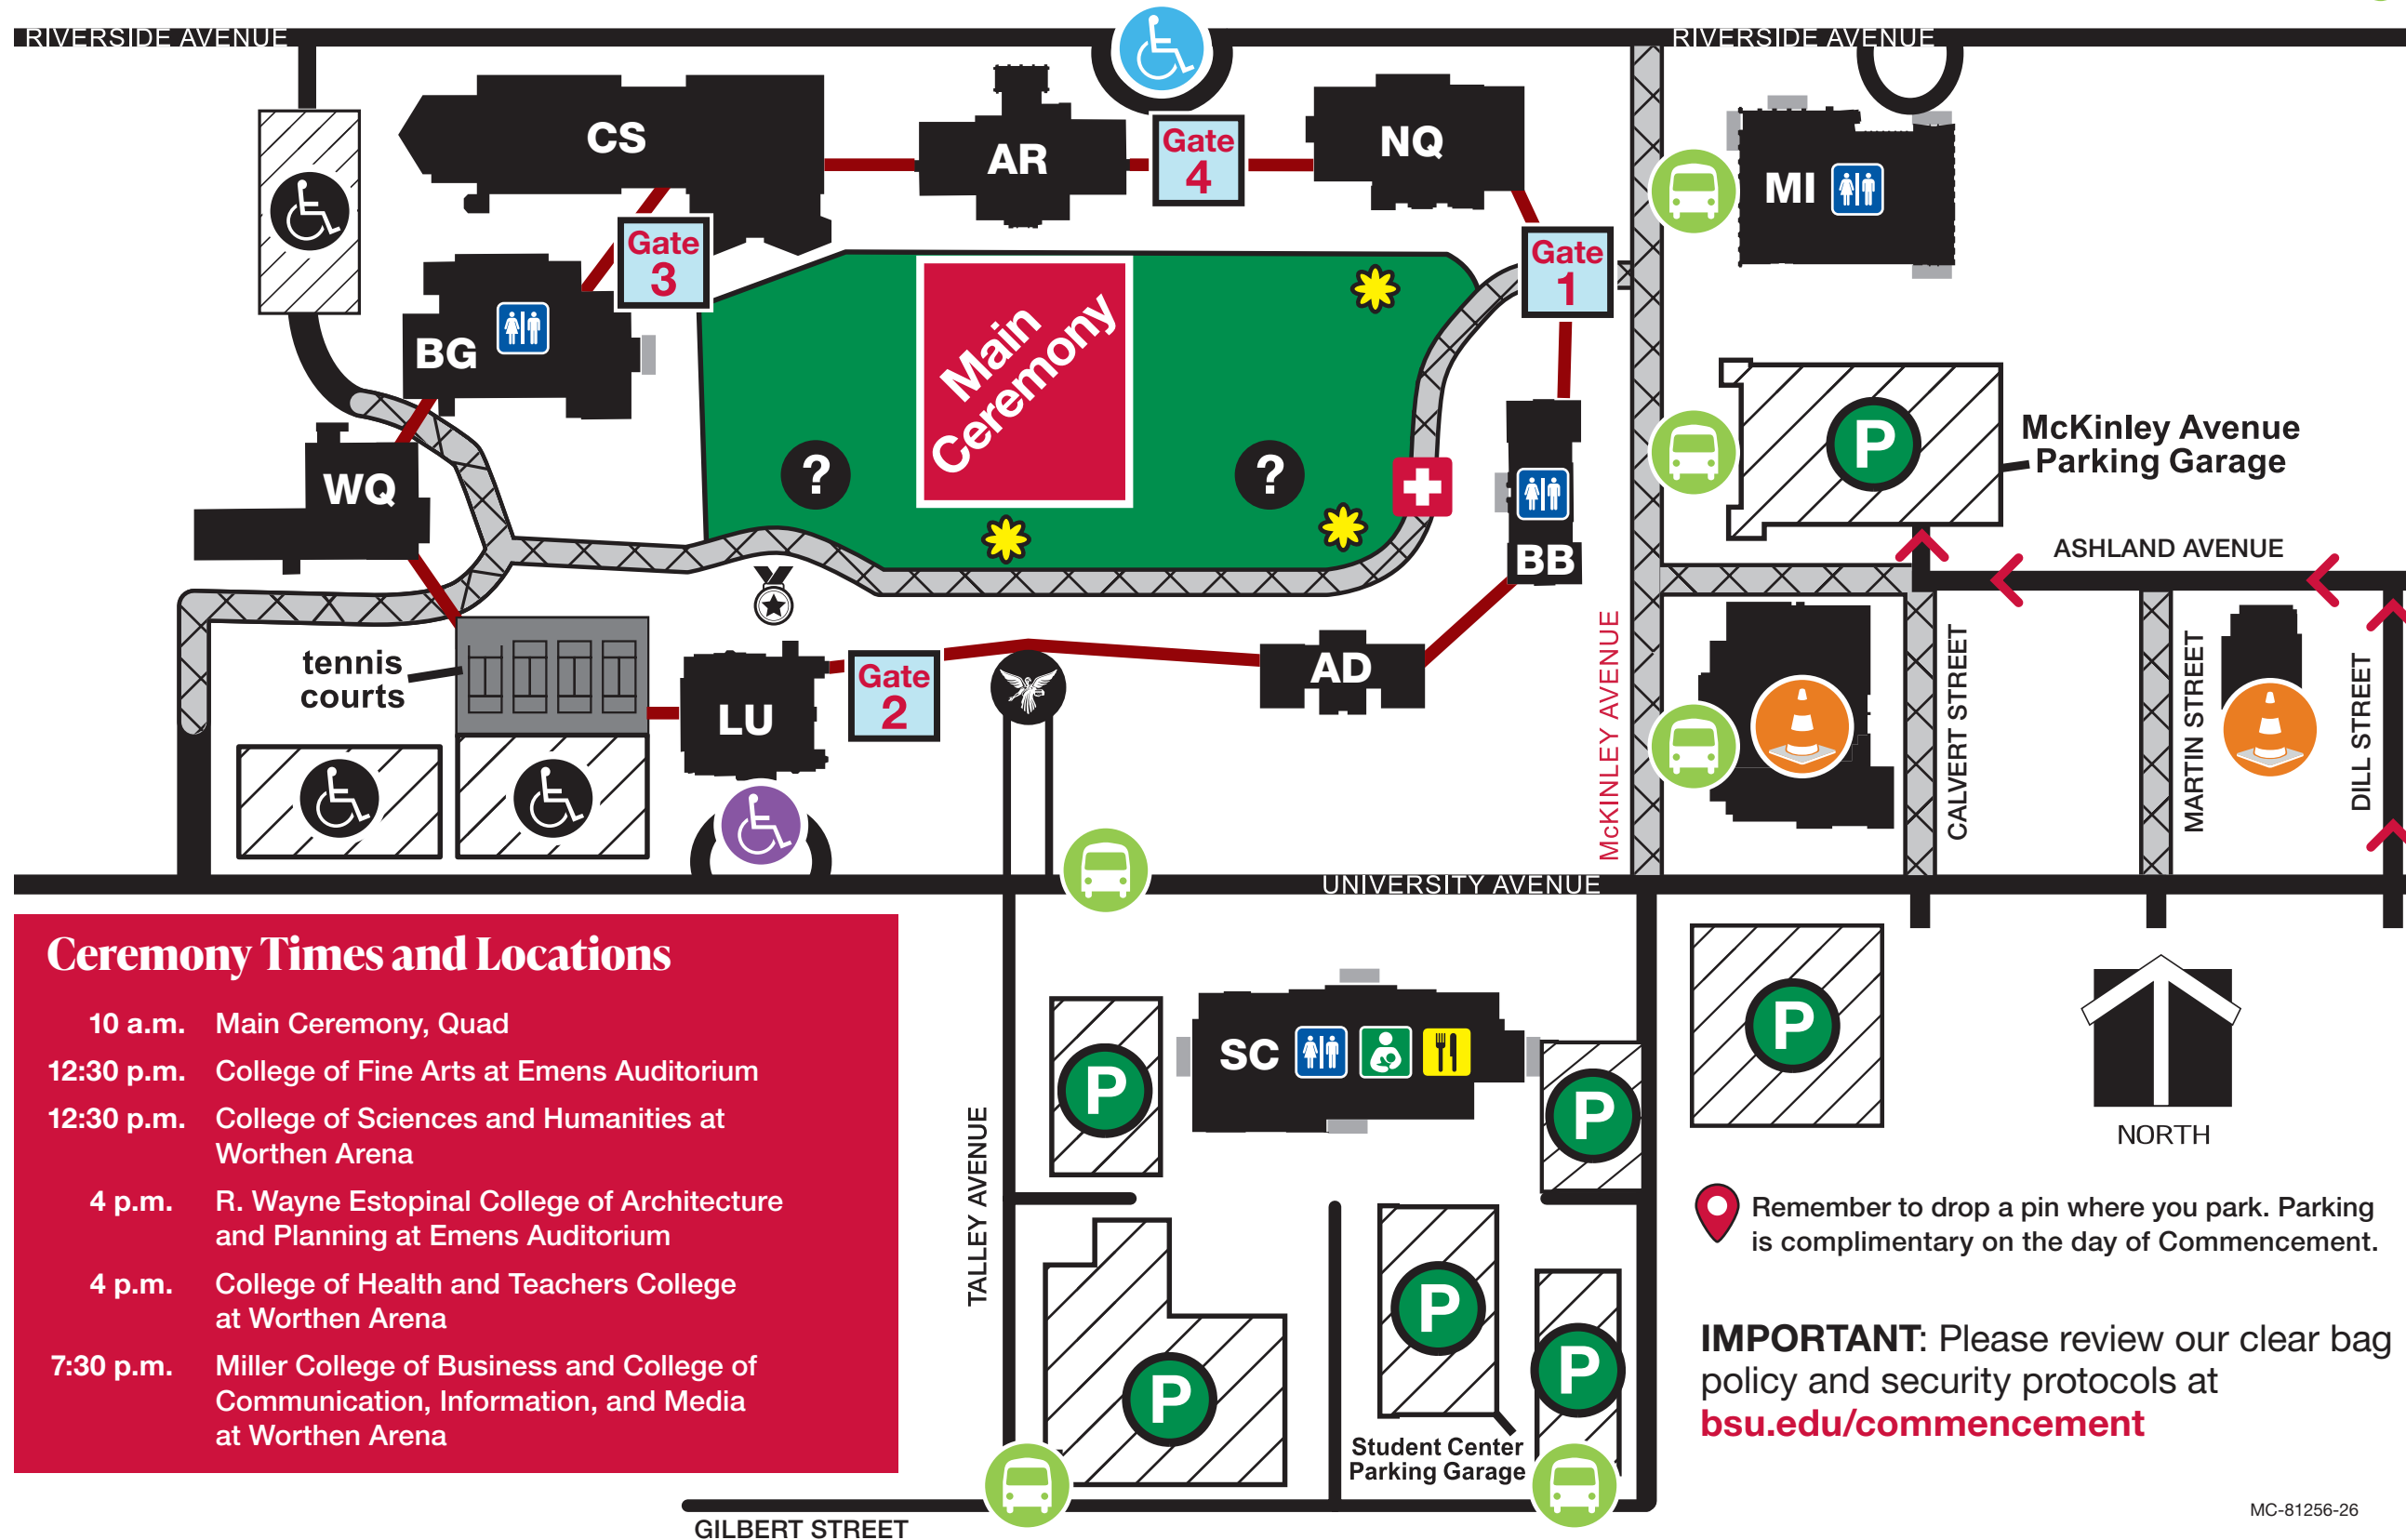 RIVERSIDE AVENUE
RIVERSIDE AVENUE
CS
AR
Gate
4
NQ
MI
Gate
3
Gate
1
BG
Main
Ceremony
McKinley Avenue
Parking Garage
P
WQ
?
?
BB
ASHLAND AVENUE
tennis
courts
LU
Gate
2
AD
McKINLEY AVENUE
CALVERT STREET
MARTIN STREET
DILL STREET
UNIVERSITY AVENUE
Ceremony Times and Locations
10 a.m. Main Ceremony, Quad
12:30 p.m. College of Fine Arts at Emens Auditorium
12:30 p.m. College of Sciences and Humanities at
Worthen Arena
4 p.m. R. Wayne Estopinal College of Architecture
and Planning at Emens Auditorium
4 p.m. College of Health and Teachers College
at Worthen Arena
7:30 p.m. Miller College of Business and College of
Communication, Information, and Media
at Worthen Arena
TALLEY AVENUE
SC
P
P
P
P
P
P
Student Center
Parking Garage
GILBERT STREET
NORTH
Remember to drop a pin where you park. Parking
is complimentary on the day of Commencement.
IMPORTANT: Please review our clear bag
policy and security protocols at
bsu.edu/commencement
MC-81256-26